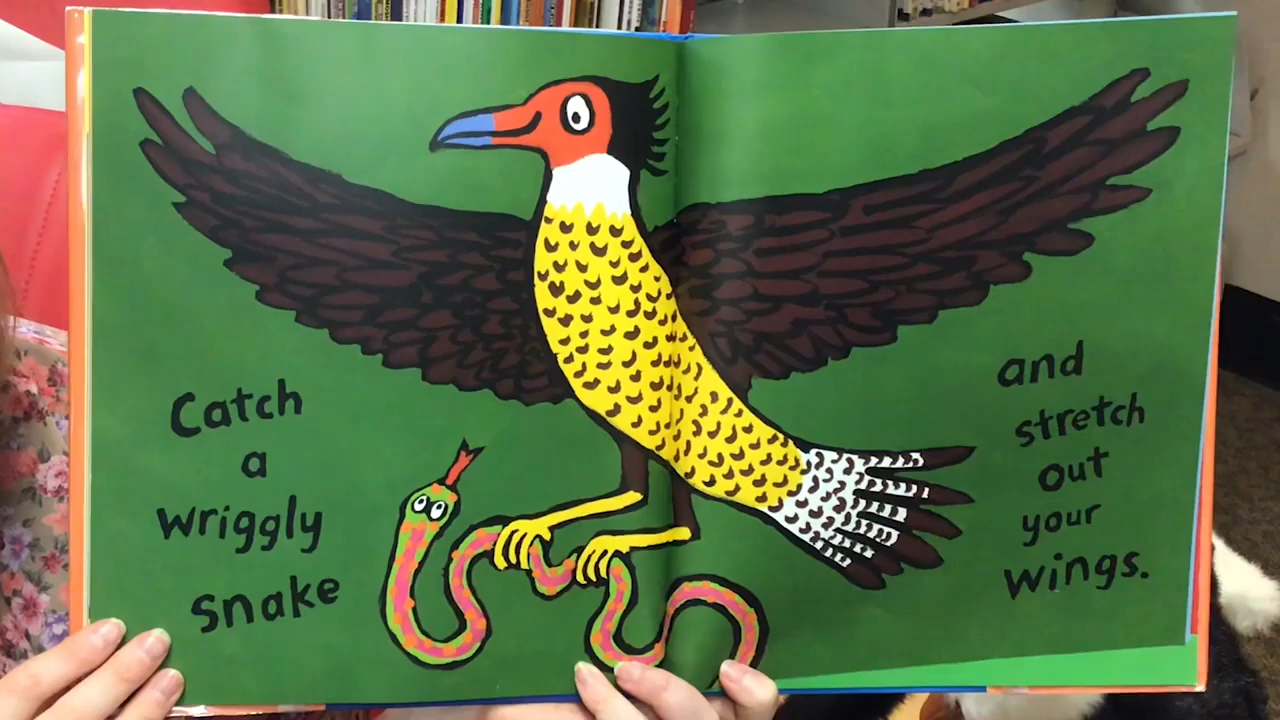 Catch
a
wriggly
snake
and
stretch
out
your
wings.